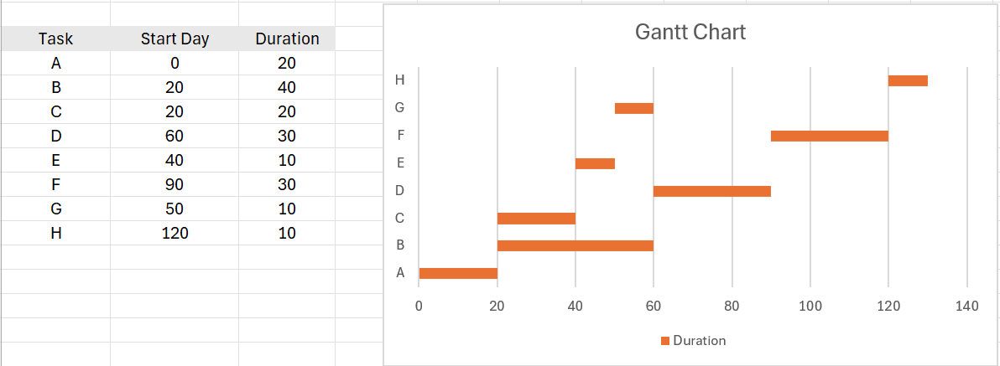 Task Start Day Duration
A 0 20
B 20 40
C 20 20
D 60 30
E 40 10
F 90 30
G 50 10
H 120 10
Gantt Chart
H
G
F
E
D
C
B
A
0 20 40 60 80 100 120 140
Duration